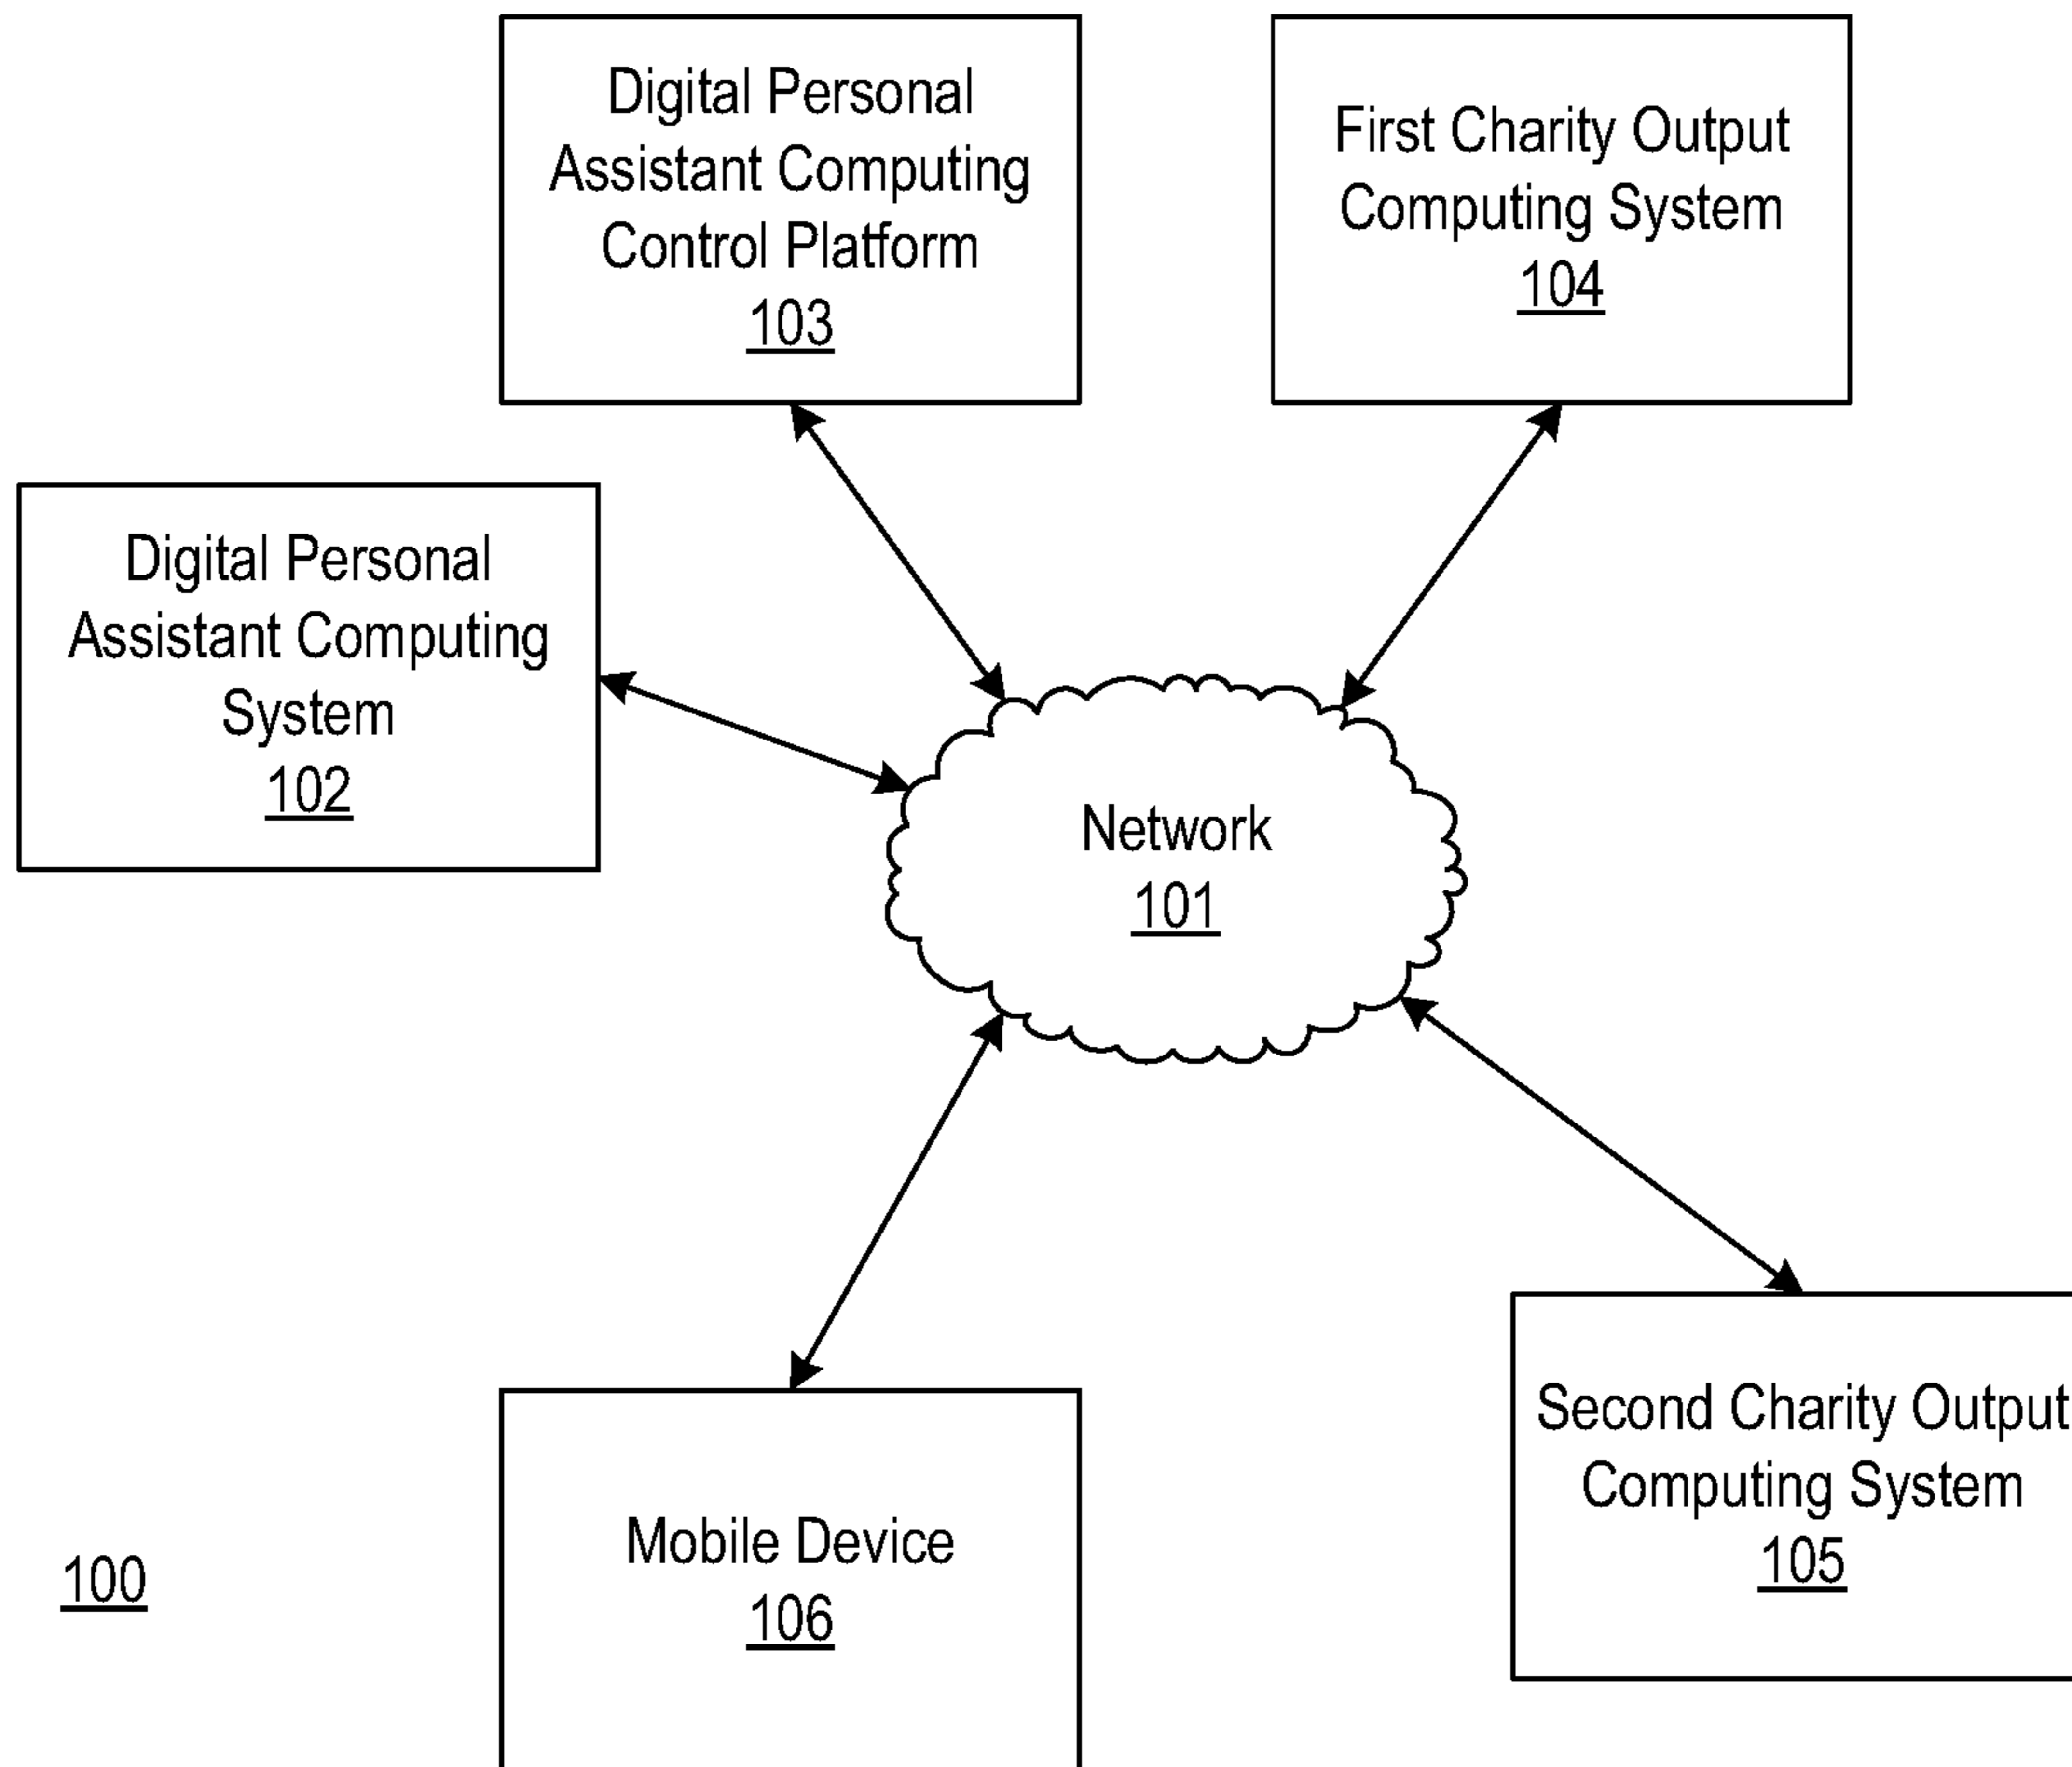 Digital Personal
Assistant Computing
Control Platform
103
First Charity Output
Computing System
104
Digital Personal
Assistant Computing
System
102
Network
101
Second Charity Output
Computing System
105
Mobile Device
106
100